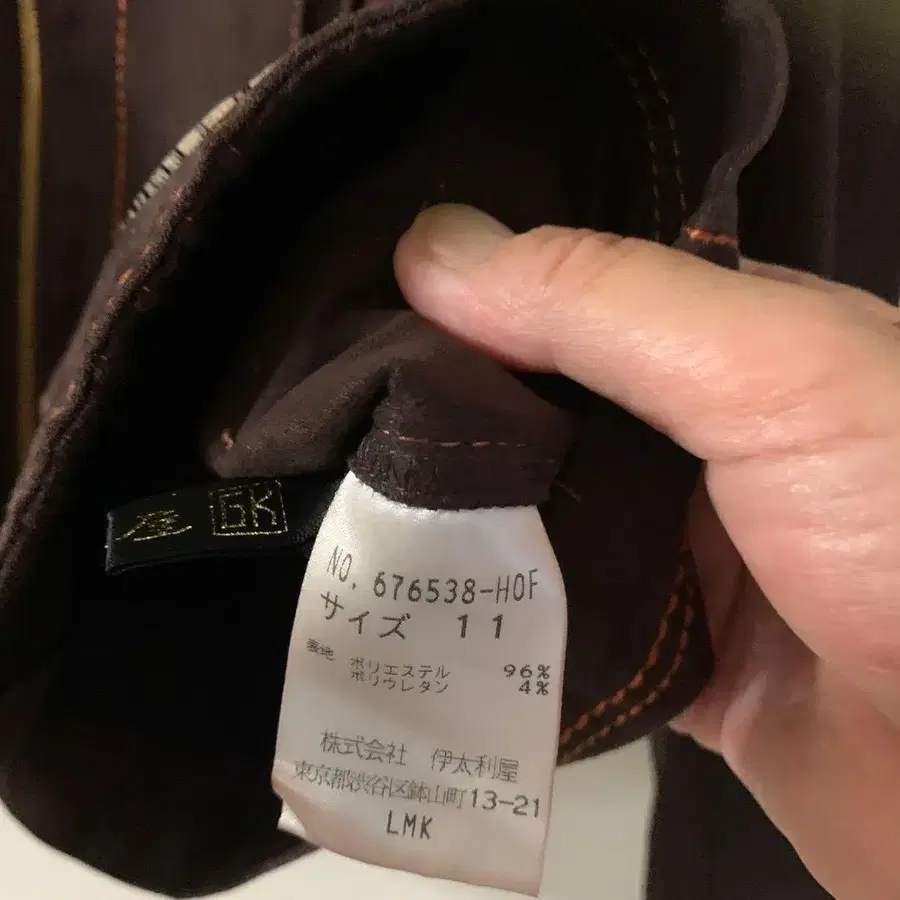 屋 GK
NO. 676538-HOF
サイズ 11
表地 ポリエステル 96%
ポリウレタン 4%
株式会社 伊太利屋
東京都渋谷区鉢山町13-21
LMK